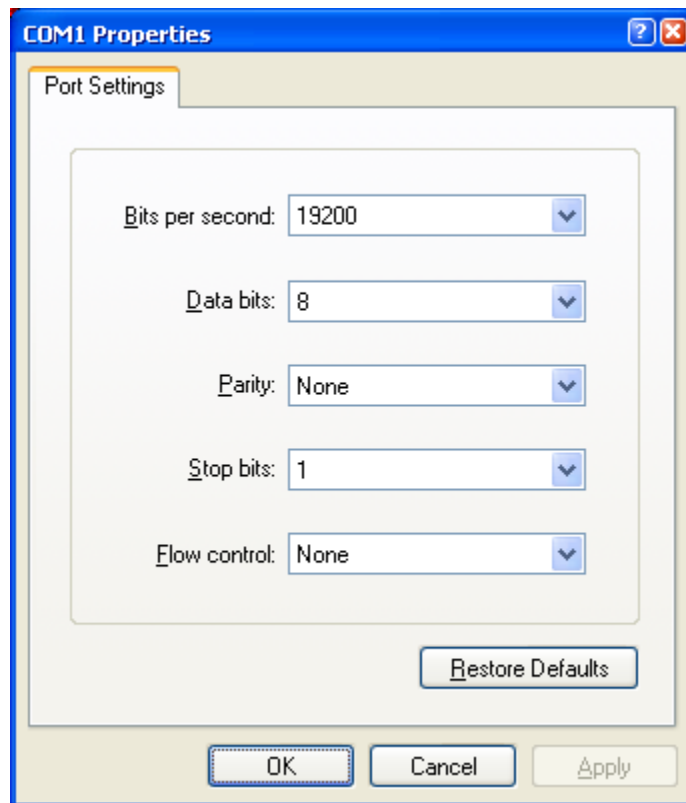 COM1 Properties
Port Settings
Bits per second: 19200
Data bits: 8
Parity: None
Stop bits: 1
Flow control: None
Restore Defaults
OK Cancel Apply